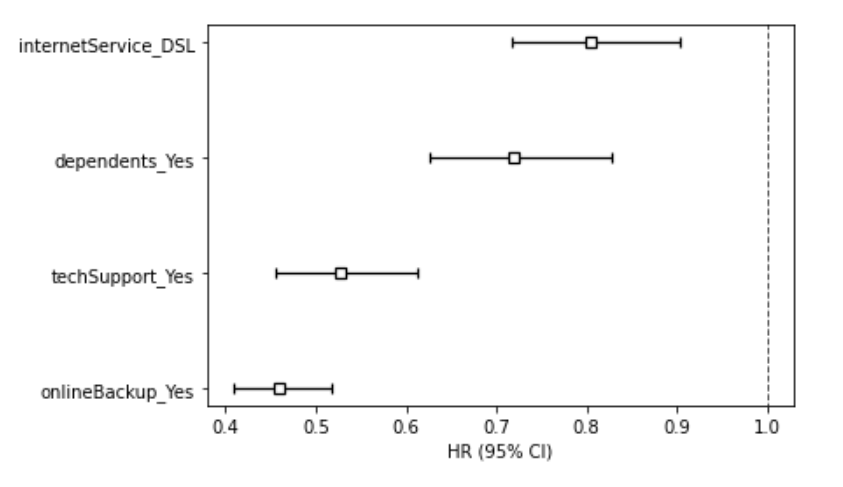 internetService_DSL
dependents_Yes
techSupport_Yes
onlineBackup_Yes
0.4 0.5 0.6 0.7 0.8 0.9 1.0
HR (95% CI)